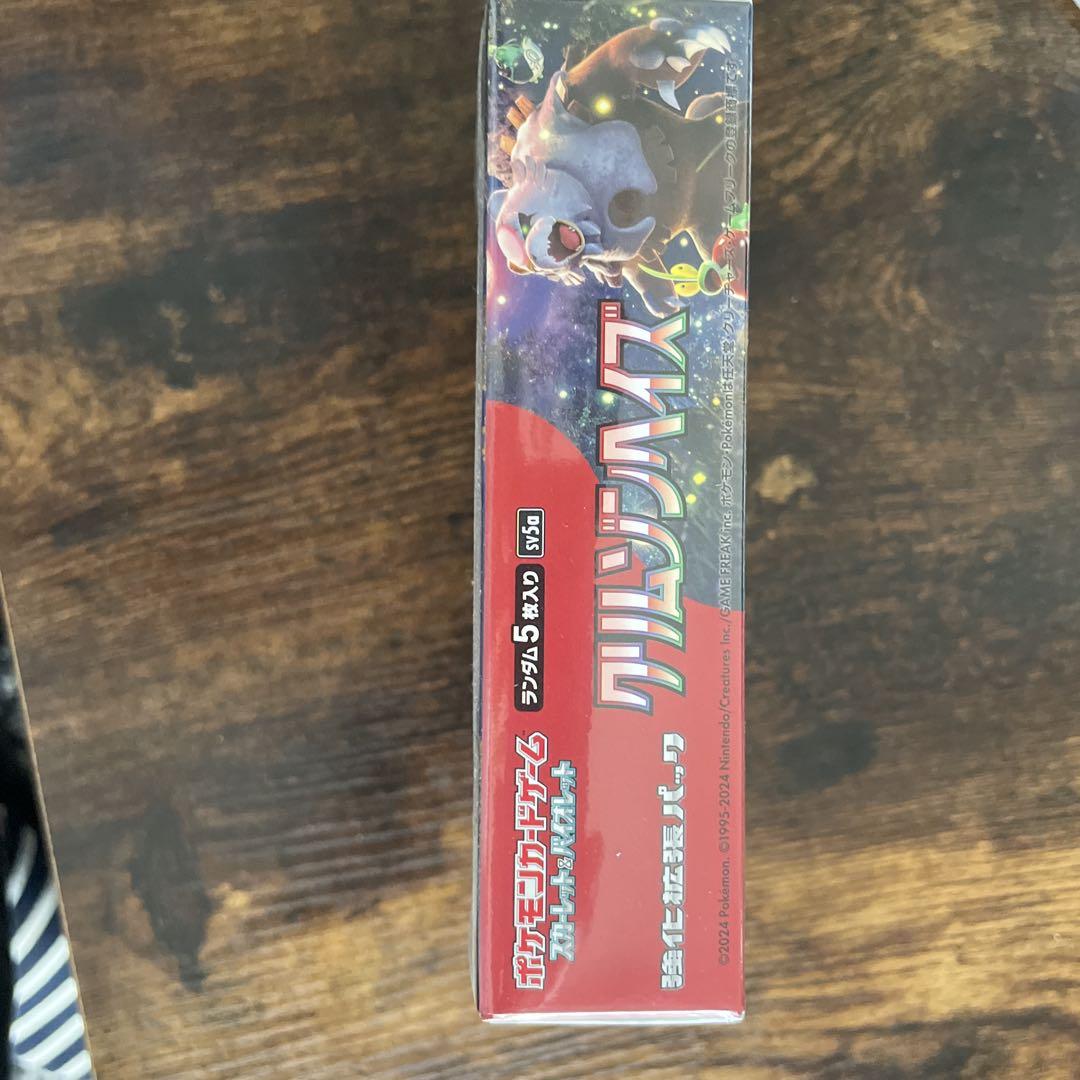 ポケモンカードゲーム
スカーレット&バイオレット
ランダム5枚入り
sv5a
強化拡張パック
クリムゾンヘイズ
©2024 Pokémon. ©1995-2024 Nintendo/Creatures Inc./GAME FREAK inc. ポケモン・Pokémonは任天堂・クリーチャーズ・ゲームフリークの登録商標です。